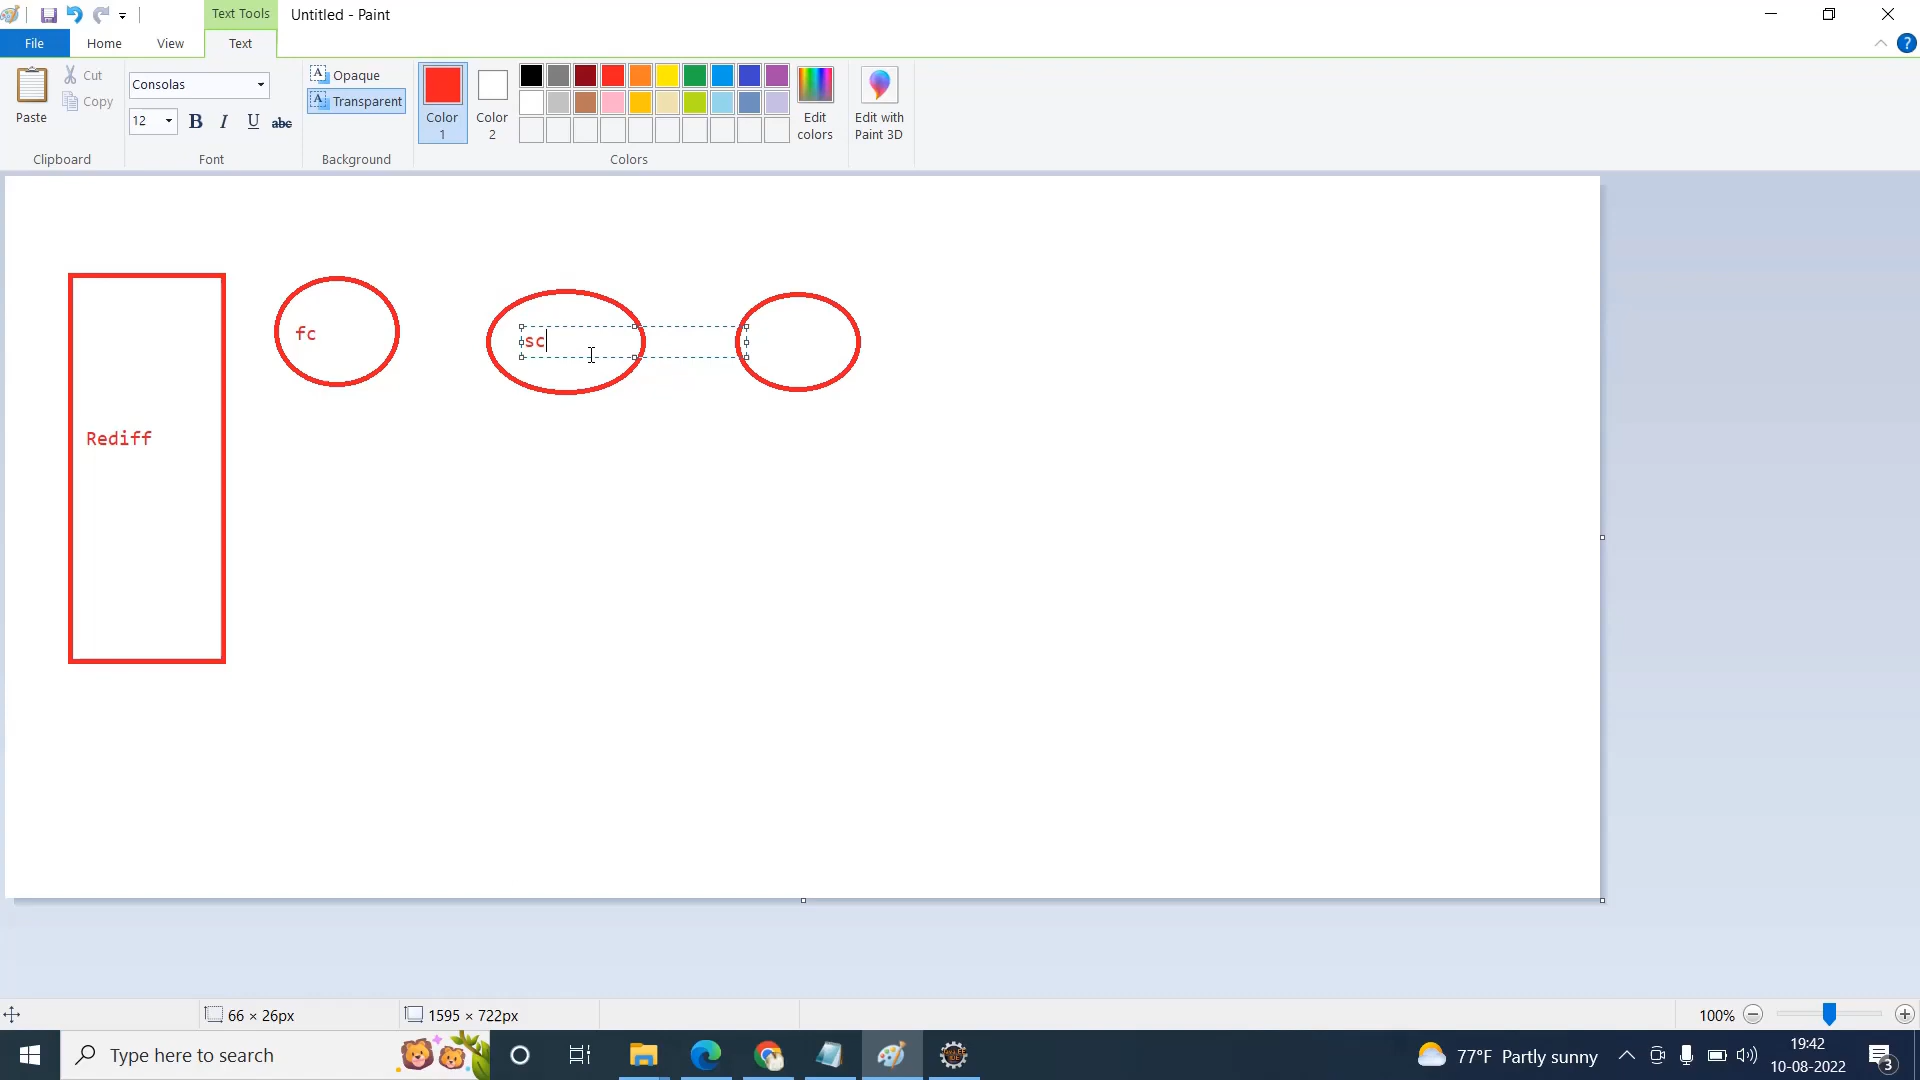 Text Tools
Untitled - Paint
File
Home
View
Text
Paste
Cut
Copy
Clipboard
Consolas
12
B
I
U
abc
Font
Opaque
Transparent
Background
Color
1
Color
2
Colors
Edit
colors
Edit with
Paint 3D
fc
sc
Rediff
66 × 26px
1595 × 722px
100%
Type here to search
77°F Partly sunny
19:42
10-08-2022
3